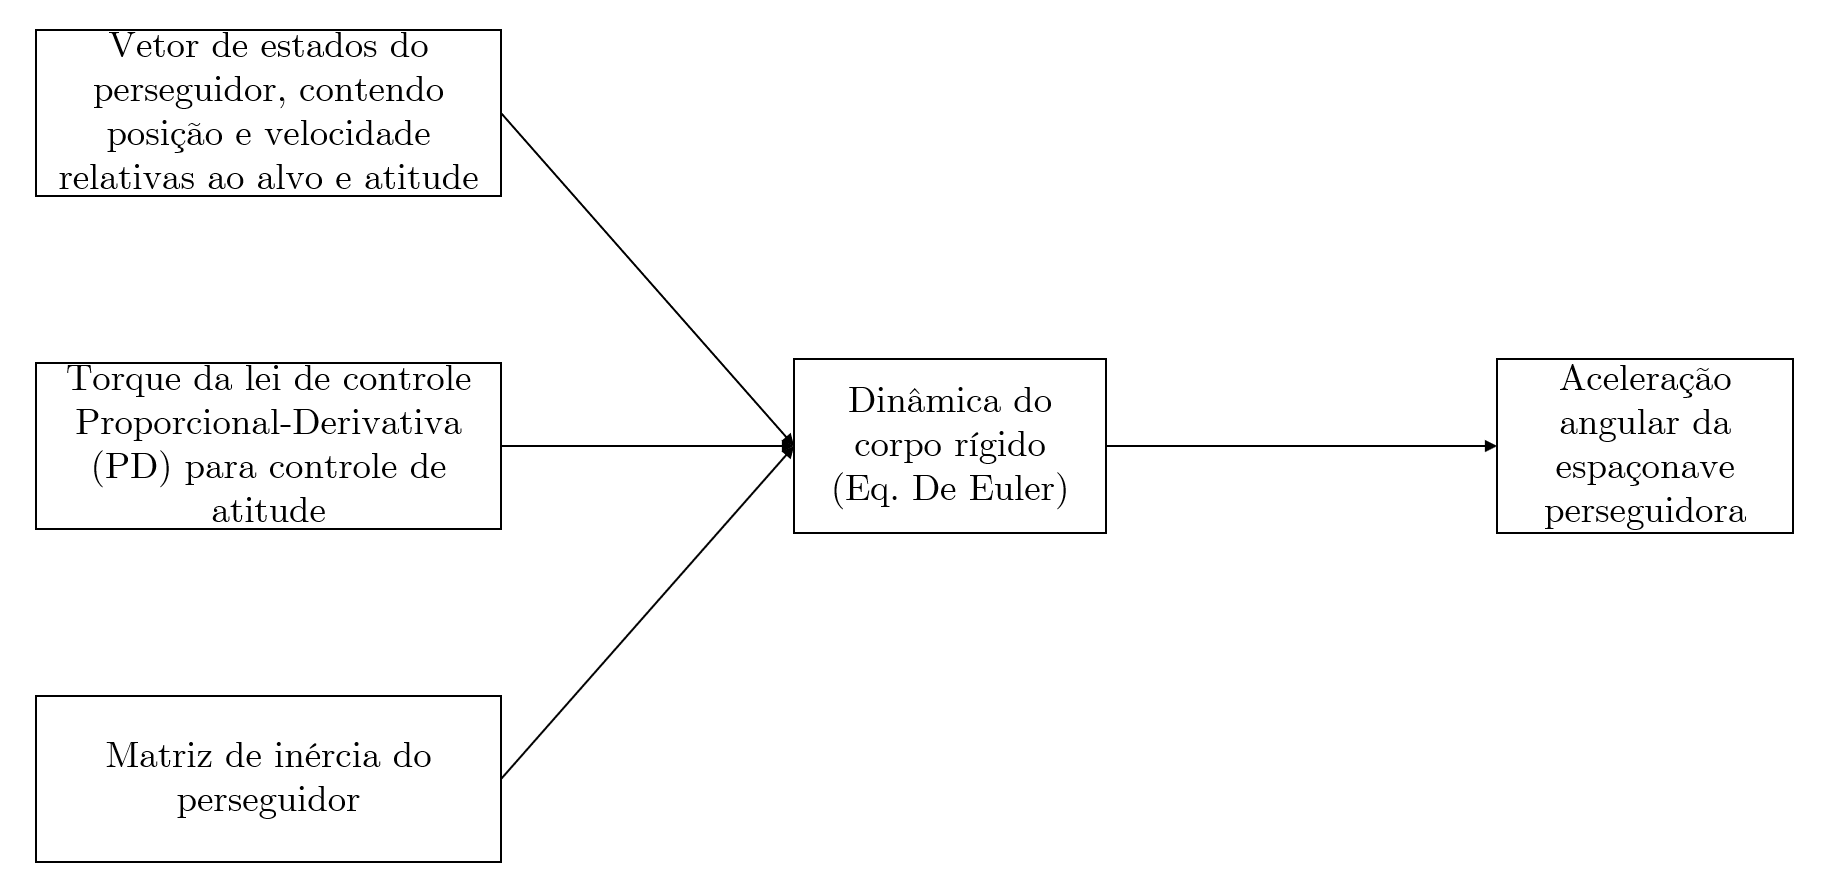 Vetor de estados do
perseguidor, contendo
posição e velocidade
relativas ao alvo e atitude
Torque da lei de controle
Proporcional-Derivativa
(PD) para controle de
atitude
Matriz de inércia do
perseguidor
Dinâmica do
corpo rígido
(Eq. De Euler)
Aceleração
angular da
espaçonave
perseguidora